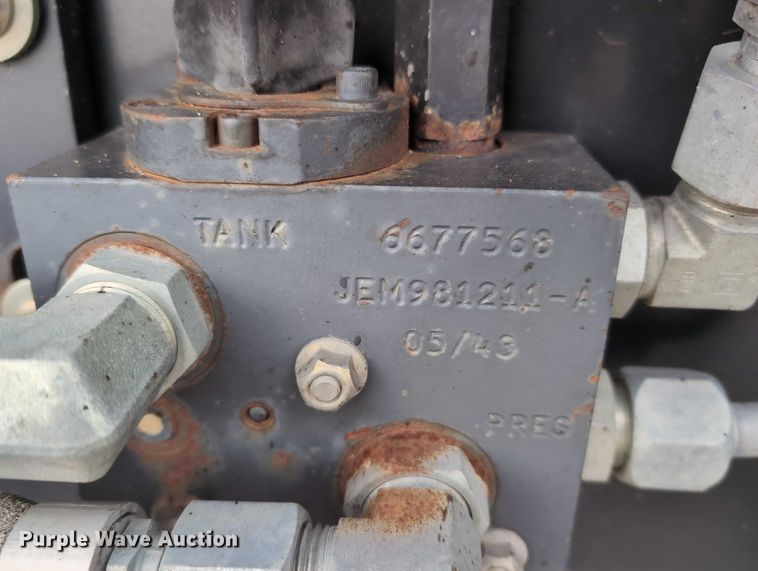 TANK 6677568
JEM981211-A
05/43
PRES
Purple Wave Auction